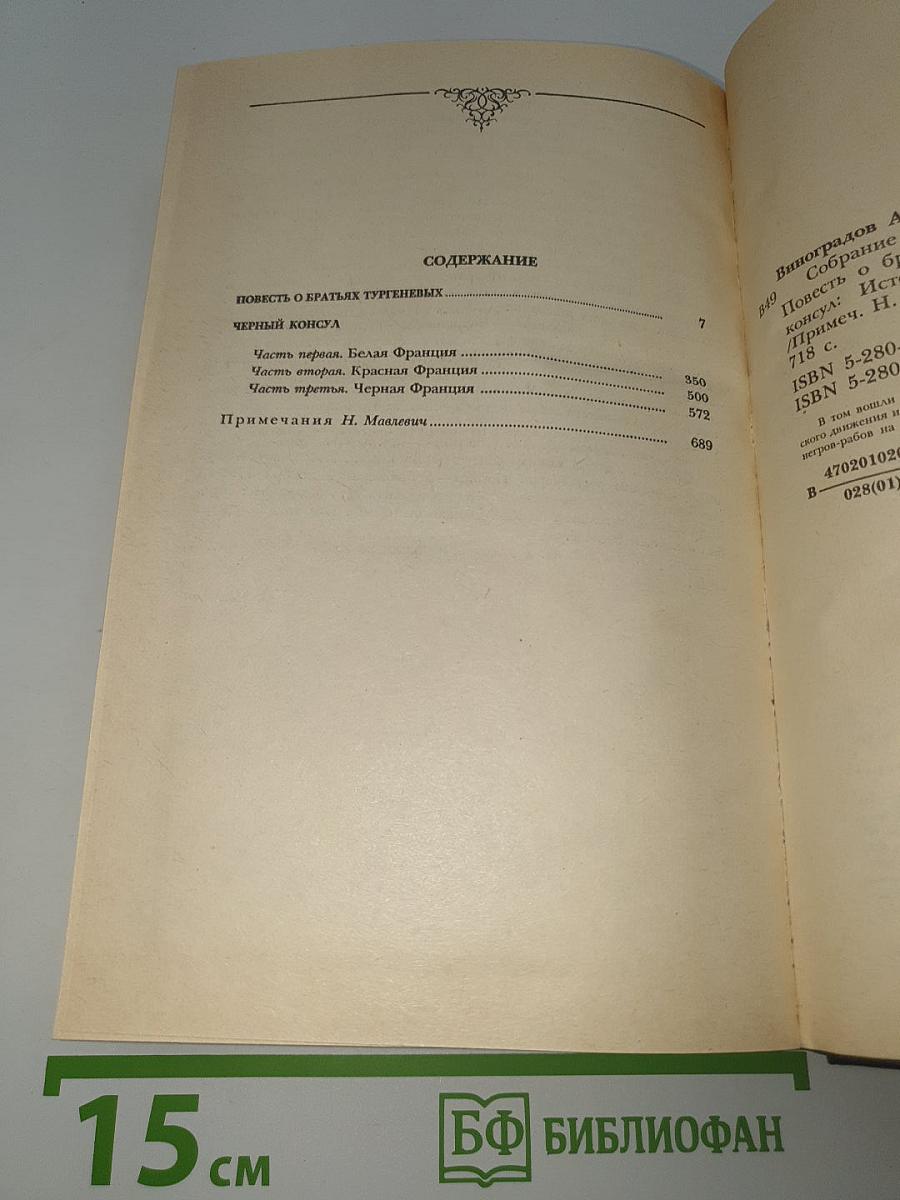 СОДЕРЖАНИЕ
ПОВЕСТЬ О БРАТЬЯХ ТУРГЕНЕВЫХ 7
ЧЕРНЫЙ КОНСУЛ
Часть первая. Белая Франция 350
Часть вторая. Красная Франция 500
Часть третья. Черная Франция 572
Примечания Н. Мавлевич 689
Виноградов А
Собрание
В49
Повесть о бр
консул: Ист
/Примеч. Н.
718 с.
ISBN 5-280-
ISBN 5-280
В том вошли
ского движения и
негров-рабов на
В
470201020
028(01)
15 см
БФ БИБЛИОФАН